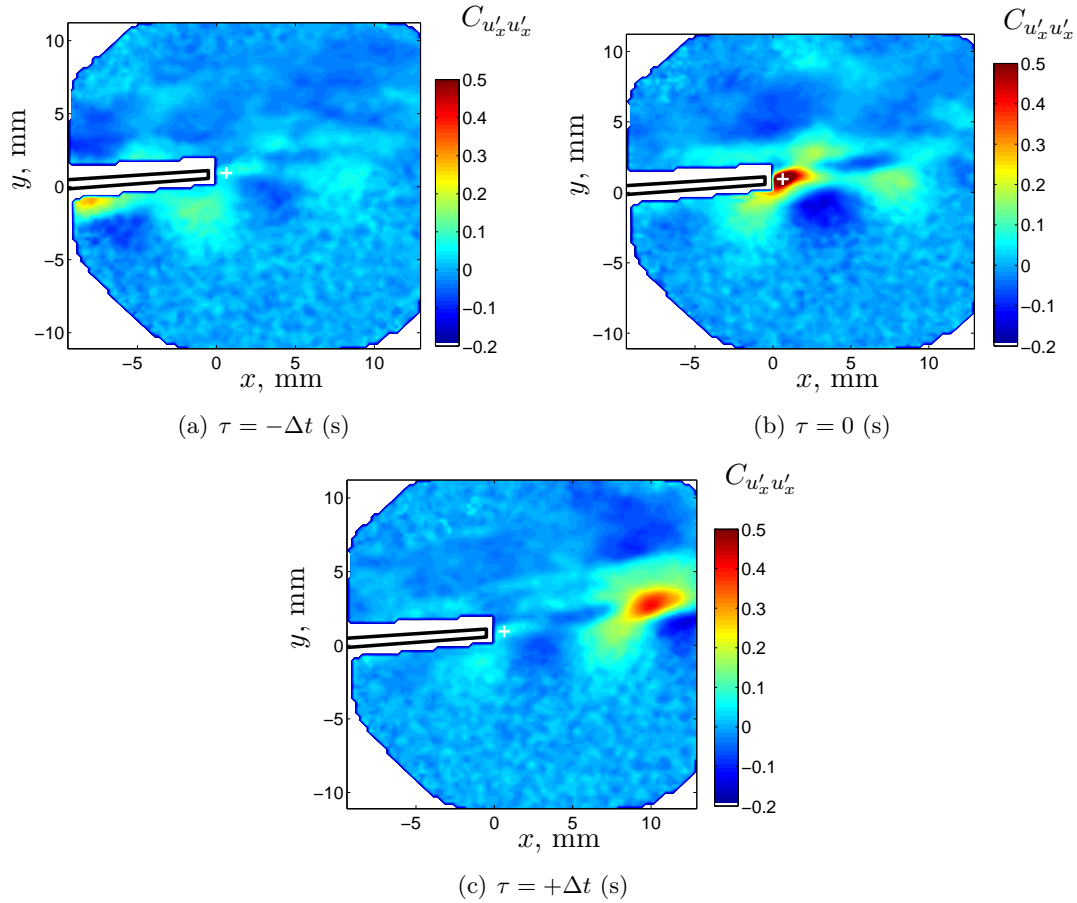 $C_{u'_x u'_x}$
$C_{u'_x u'_x}$
10
5
0
−5
−10
y, mm
−5 0 5 10
x, mm
0.5
0.4
0.3
0.2
0.1
0
−0.1
−0.2
10
5
0
−5
−10
y, mm
−5 0 5 10
x, mm
0.5
0.4
0.3
0.2
0.1
0
−0.1
−0.2
(a) τ = −Δt (s)
(b) τ = 0 (s)
$C_{u'_x u'_x}$
10
5
0
−5
−10
y, mm
−5 0 5 10
x, mm
0.5
0.4
0.3
0.2
0.1
0
−0.1
−0.2
(c) τ = +Δt (s)